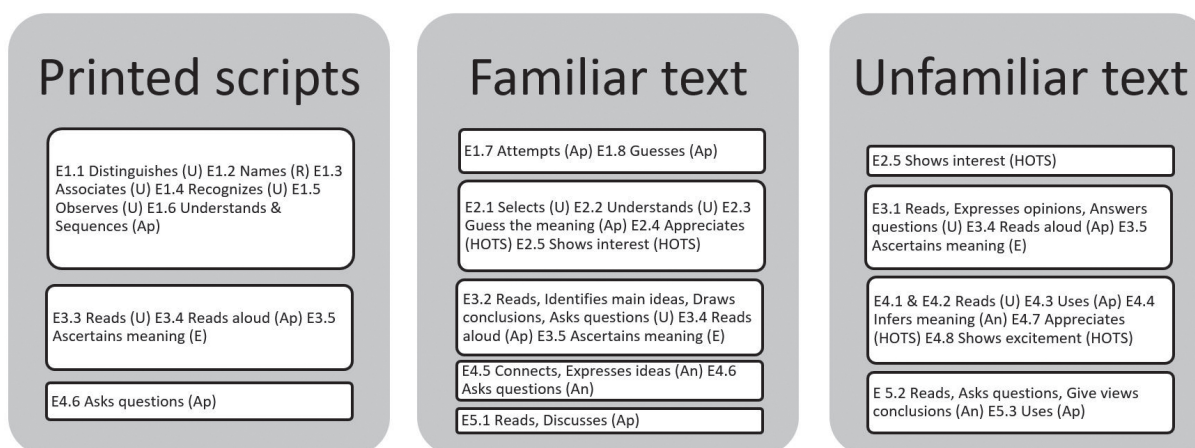 Printed scripts
E1.1 Distinguishes (U) E1.2 Names (R) E1.3
Associates (U) E1.4 Recognizes (U) E1.5
Observes (U) E1.6 Understands &
Sequences (Ap)
E3.3 Reads (U) E3.4 Reads aloud (Ap) E3.5
Ascertains meaning (E)
E4.6 Asks questions (Ap)
Familiar text
E1.7 Attempts (Ap) E1.8 Guesses (Ap)
E2.1 Selects (U) E2.2 Understands (U) E2.3
Guess the meaning (Ap) E2.4 Appreciates
(HOTS) E2.5 Shows interest (HOTS)
E3.2 Reads, Identifies main ideas, Draws
conclusions, Asks questions (U) E3.4 Reads
aloud (Ap) E3.5 Ascertains meaning (E)
E4.5 Connects, Expresses ideas (An) E4.6
Asks questions (An)
E5.1 Reads, Discusses (Ap)
Unfamiliar text
E2.5 Shows interest (HOTS)
E3.1 Reads, Expresses opinions, Answers
questions (U) E3.4 Reads aloud (Ap) E3.5
Ascertains meaning (E)
E4.1 & E4.2 Reads (U) E4.3 Uses (Ap) E4.4
Infers meaning (An) E4.7 Appreciates
(HOTS) E4.8 Shows excitement (HOTS)
E 5.2 Reads, Asks questions, Give views
conclusions (An) E5.3 Uses (Ap)